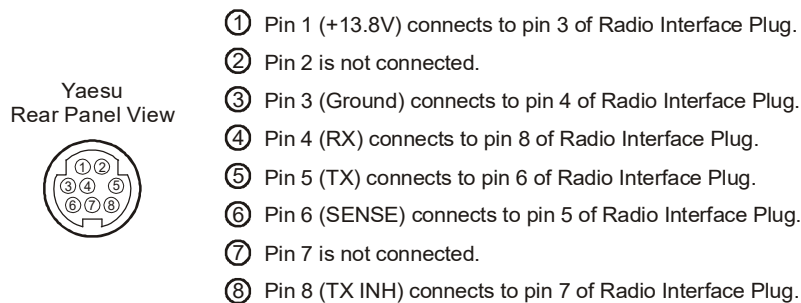 ① Pin 1 (+13.8V) connects to pin 3 of Radio Interface Plug.
② Pin 2 is not connected.
Yaesu
Rear Panel View
③ Pin 3 (Ground) connects to pin 4 of Radio Interface Plug.
④ Pin 4 (RX) connects to pin 8 of Radio Interface Plug.
⑤ Pin 5 (TX) connects to pin 6 of Radio Interface Plug.
⑥ Pin 6 (SENSE) connects to pin 5 of Radio Interface Plug.
⑦ Pin 7 is not connected.
⑧ Pin 8 (TX INH) connects to pin 7 of Radio Interface Plug.
① ②
③ ④ ⑤
⑥ ⑦ ⑧